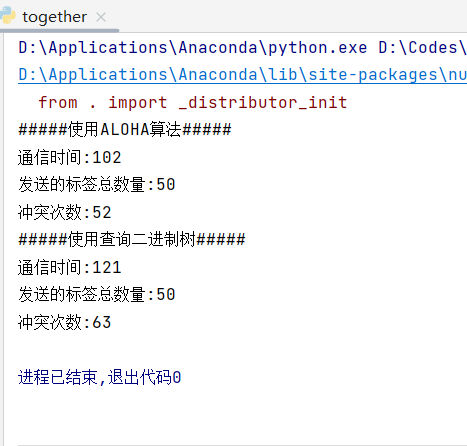 together
D:\Applications\Anaconda\python.exe D:\Codes\
D:\Applications\Anaconda\lib\site-packages\nu
from . import _distributor_init
#####使用ALOHA算法#####
通信时间:102
发送的标签总数量:50
冲突次数:52
#####使用查询二进制树#####
通信时间:121
发送的标签总数量:50
冲突次数:63
进程已结束,退出代码0